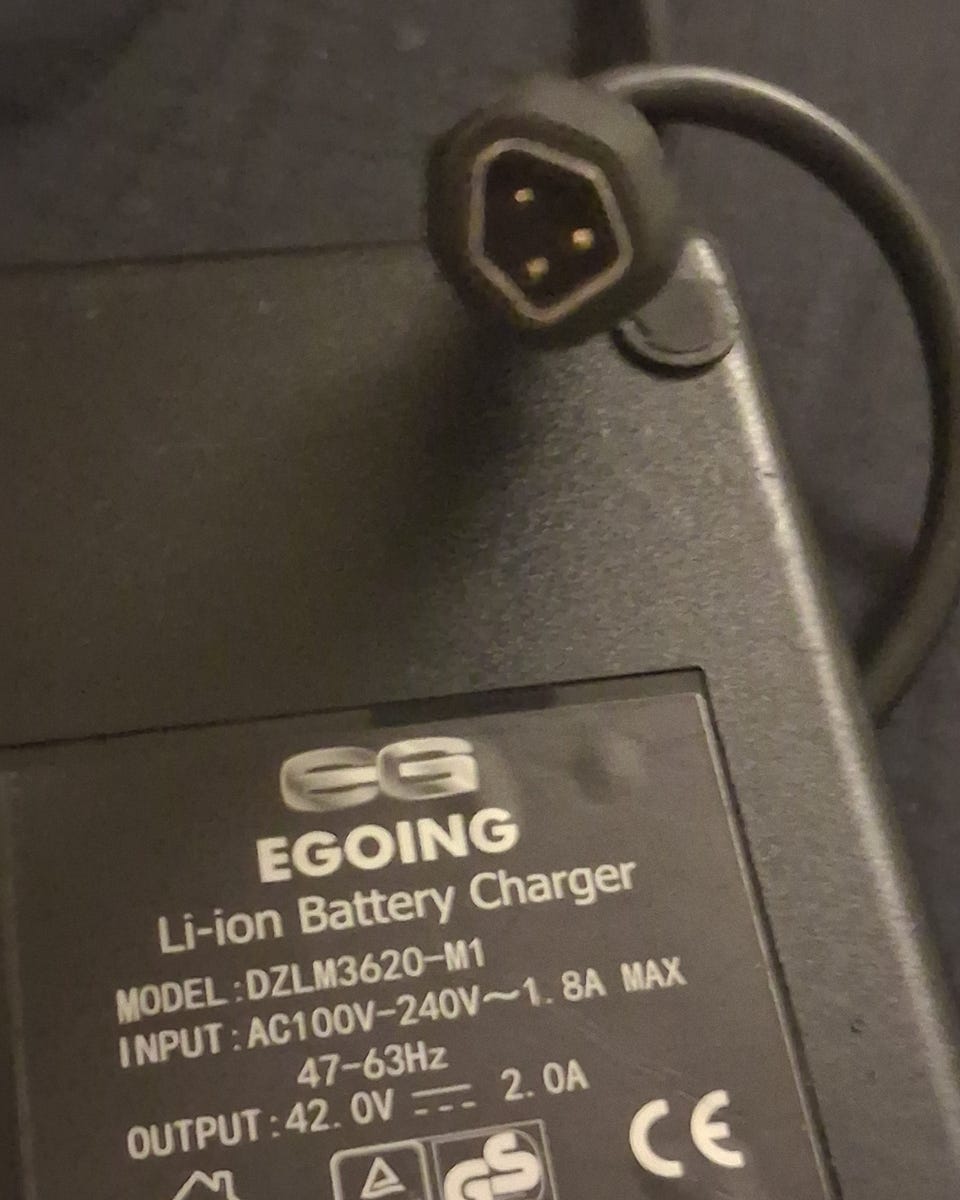 EG
EGOING
Li-ion Battery Charger
MODEL:DZLM3620-M1
INPUT:AC100V-240V~1.8A MAX
47-63Hz
OUTPUT:42.0V ⎓ 2.0A
GS
CE